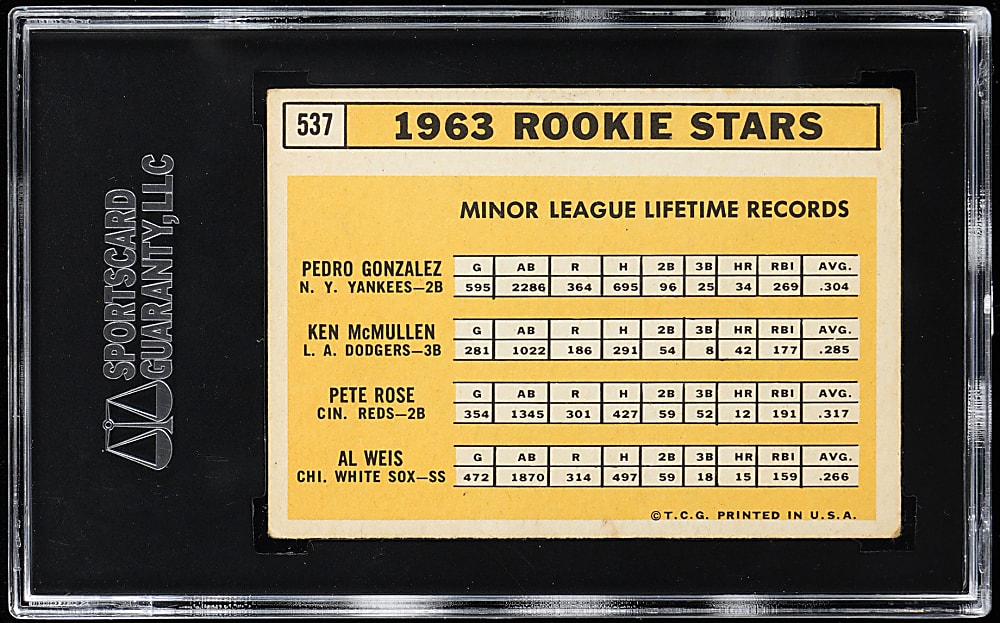 SPORTSCARD
GUARANTY,LLC
537 1963 ROOKIE STARS
MINOR LEAGUE LIFETIME RECORDS
PEDRO GONZALEZ G AB R H 2B 3B HR RBI AVG.
N. Y. YANKEES—2B 595 2286 364 695 96 25 34 269 .304
KEN McMULLEN G AB R H 2B 3B HR RBI AVG.
L. A. DODGERS—3B 281 1022 186 291 54 8 42 177 .285
PETE ROSE G AB R H 2B 3B HR RBI AVG.
CIN. REDS—2B 354 1345 301 427 59 52 12 191 .317
AL WEIS G AB R H 2B 3B HR RBI AVG.
CHI. WHITE SOX—SS 472 1870 314 497 59 18 15 159 .266
©T.C.G. PRINTED IN U.S.A.